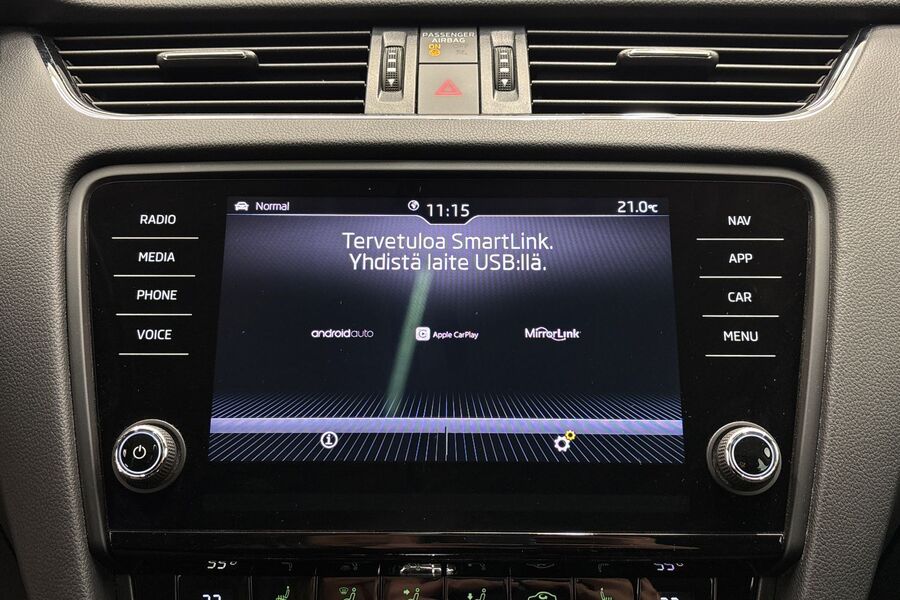 PASSENGER
AIRBAG
ON
RADIO
MEDIA
PHONE
VOICE
Normal
11:15
21.0°C
Tervetuloa SmartLink.
Yhdistä laite USB:llä.
androidauto
Apple CarPlay
MirrorLink
NAV
APP
CAR
MENU